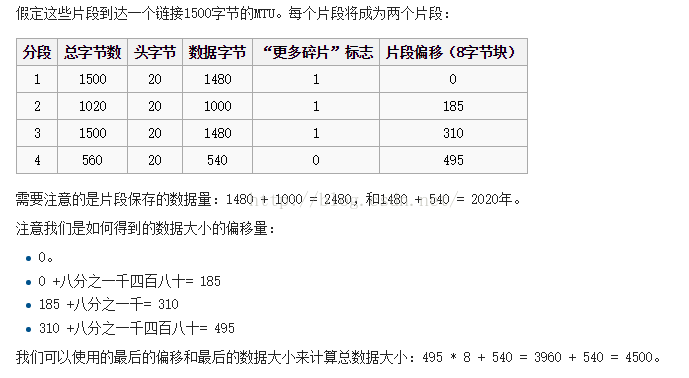 假定这些片段到达一个链接1500字节的MTU。每个片段将成为两个片段：
分段 总字节数 头字节 数据字节 “更多碎片”标志 片段偏移（8字节块）
1 1500 20 1480 1 0
2 1020 20 1000 1 185
3 1500 20 1480 1 310
4 560 20 540 0 495
需要注意的是片段保存的数据量：1480 + 1000 = 2480，和1480 + 540 = 2020年。
注意我们是如何得到的数据大小的偏移量：
0。
0 +八分之一千四百八十= 185
185 +八分之一千= 310
310 +八分之一千四百八十= 495
我们可以使用的最后的偏移和最后的数据大小来计算总数据大小：495 * 8 + 540 = 3960 + 540 = 4500。